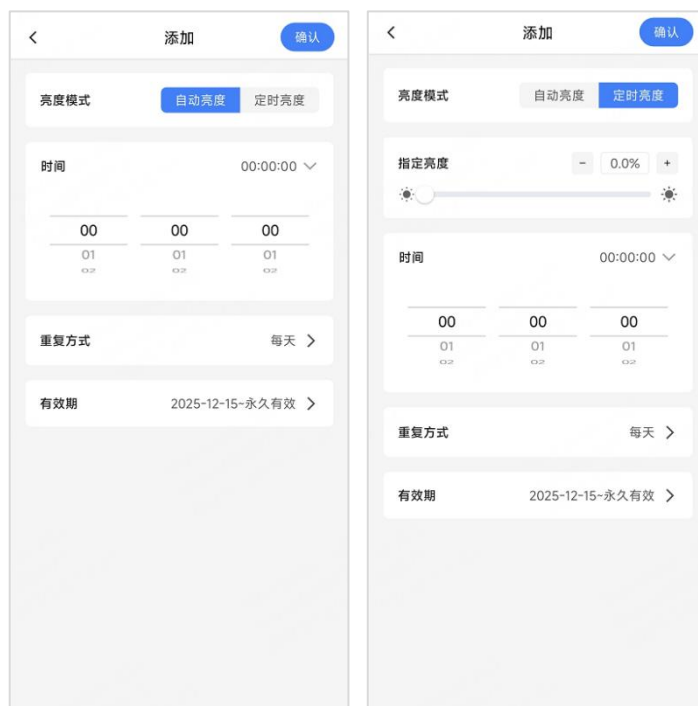 添加
确认
亮度模式
自动亮度
定时亮度
时间
00:00:00
00 00 00
01 01 01
02 02 02
重复方式
每天
有效期
2025-12-15~永久有效
添加
确认
亮度模式
自动亮度
定时亮度
指定亮度
- 0.0% +
时间
00:00:00
00 00 00
01 01 01
02 02 02
重复方式
每天
有效期
2025-12-15~永久有效